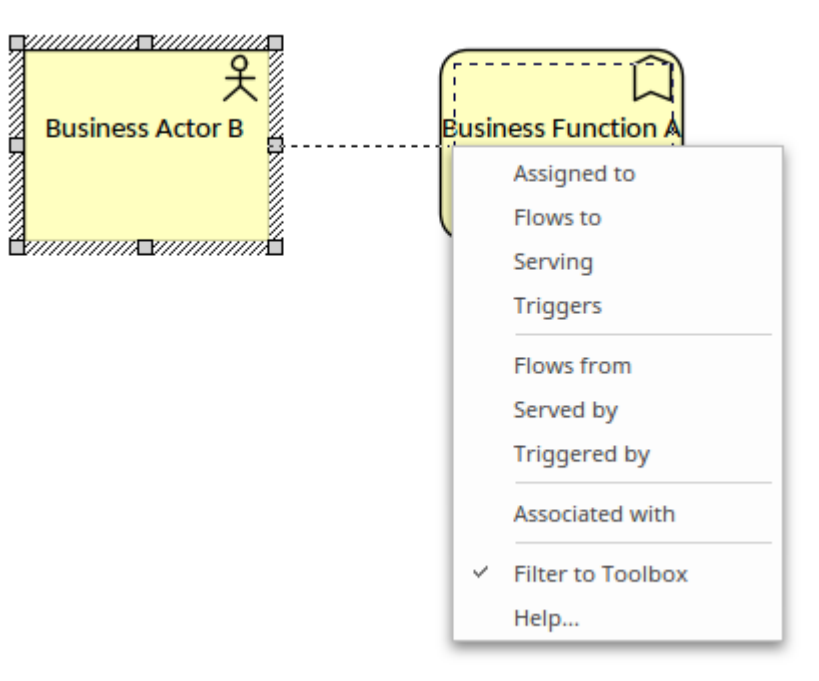 Business Actor B
Business Function A
Assigned to
Flows to
Serving
Triggers
Flows from
Served by
Triggered by
Associated with
Filter to Toolbox
Help...